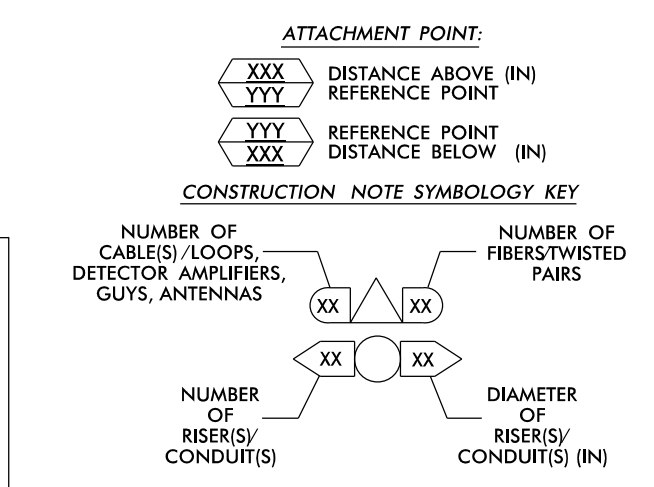 ATTACHMENT POINT:
XXX DISTANCE ABOVE (IN)
YYY REFERENCE POINT
YYY REFERENCE POINT
XXX DISTANCE BELOW (IN)
CONSTRUCTION NOTE SYMBOLOGY KEY
NUMBER OF
CABLE(S)/LOOPS,
DETECTOR AMPLIFIERS,
GUYS, ANTENNAS
NUMBER OF
FIBERS/TWISTED
PAIRS
XX XX
XX XX
NUMBER
OF
RISER(S)/
CONDUIT(S)
DIAMETER
OF
RISER(S)/
CONDUIT(S) (IN)